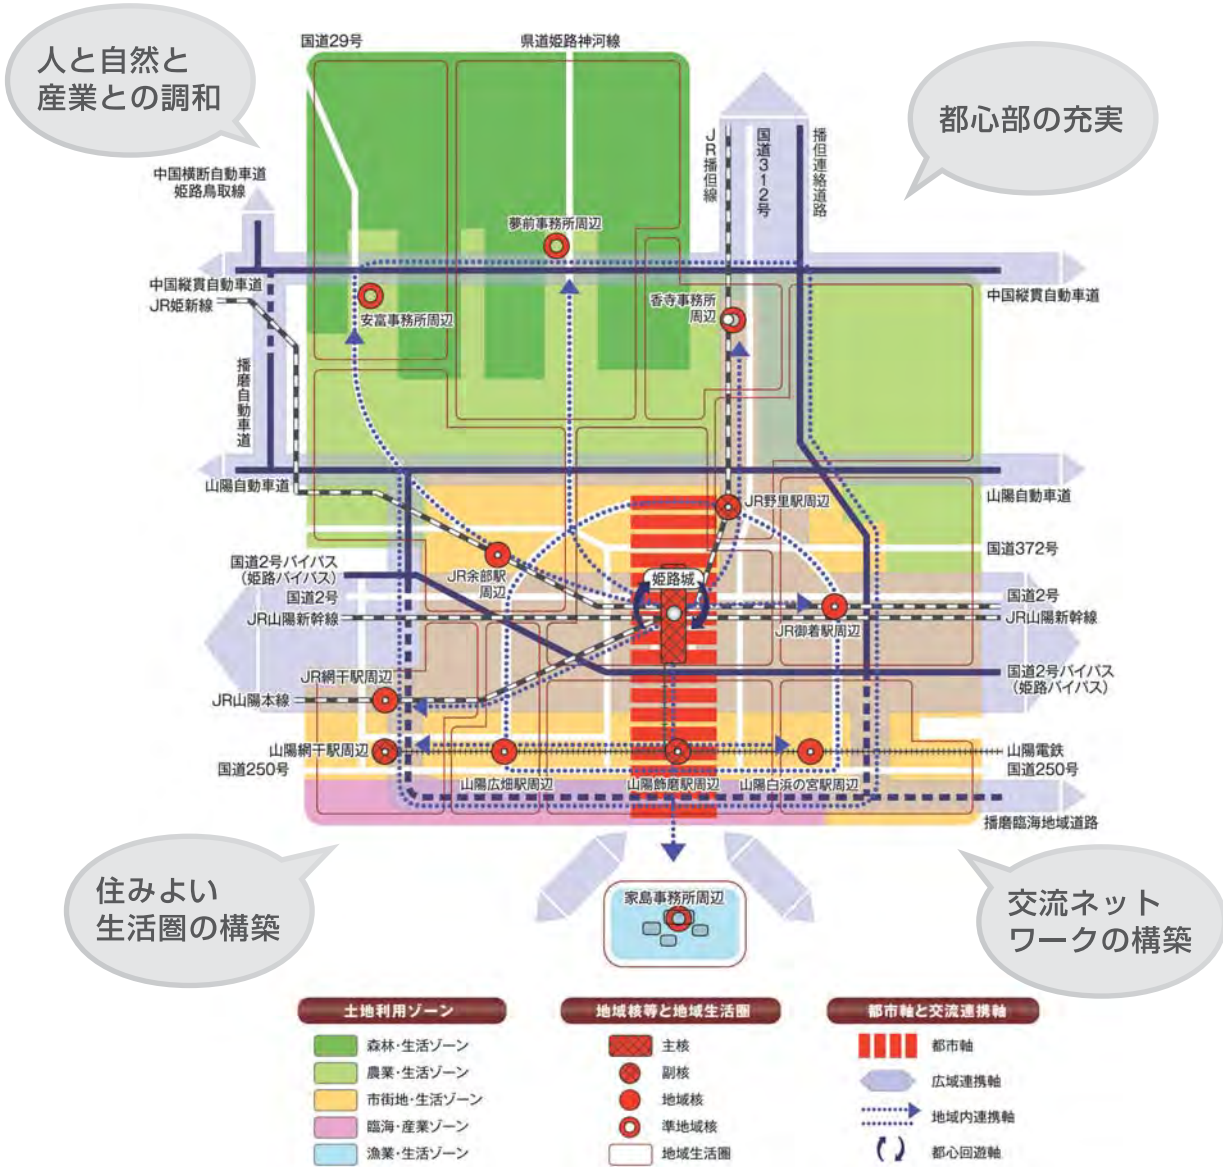 人と自然と
産業との調和
国道29号
県道姫路神河線
都心部の充実
JR播但線
国道312号
播但連絡道路
中国横断自動車道
姫路鳥取線
夢前事務所周辺
中国縦貫自動車道
JR姫新線
安富事務所周辺
香寺事務所
周辺
中国縦貫自動車道
播磨自動車道
山陽自動車道
山陽自動車道
JR野里駅周辺
国道2号バイパス
(姫路バイパス)
国道2号
JR山陽新幹線
JR余部駅
周辺
姫路城
国道372号
国道2号
JR山陽新幹線
JR御着駅周辺
JR網干駅周辺
JR山陽本線
国道2号バイパス
(姫路バイパス)
山陽網干駅周辺
国道250号
山陽電鉄
国道250号
山陽広畑駅周辺
山陽飾磨駅周辺
山陽白浜の宮駅周辺
播磨臨海地域道路
住みよい
生活圏の構築
家島事務所周辺
交流ネット
ワークの構築
土地利用ゾーン
森林・生活ゾーン
農業・生活ゾーン
市街地・生活ゾーン
臨海・産業ゾーン
漁業・生活ゾーン
地域核等と地域生活圏
主核
副核
地域核
準地域核
地域生活圏
都市軸と交流連携軸
都市軸
広域連携軸
地域内連携軸
都心回遊軸